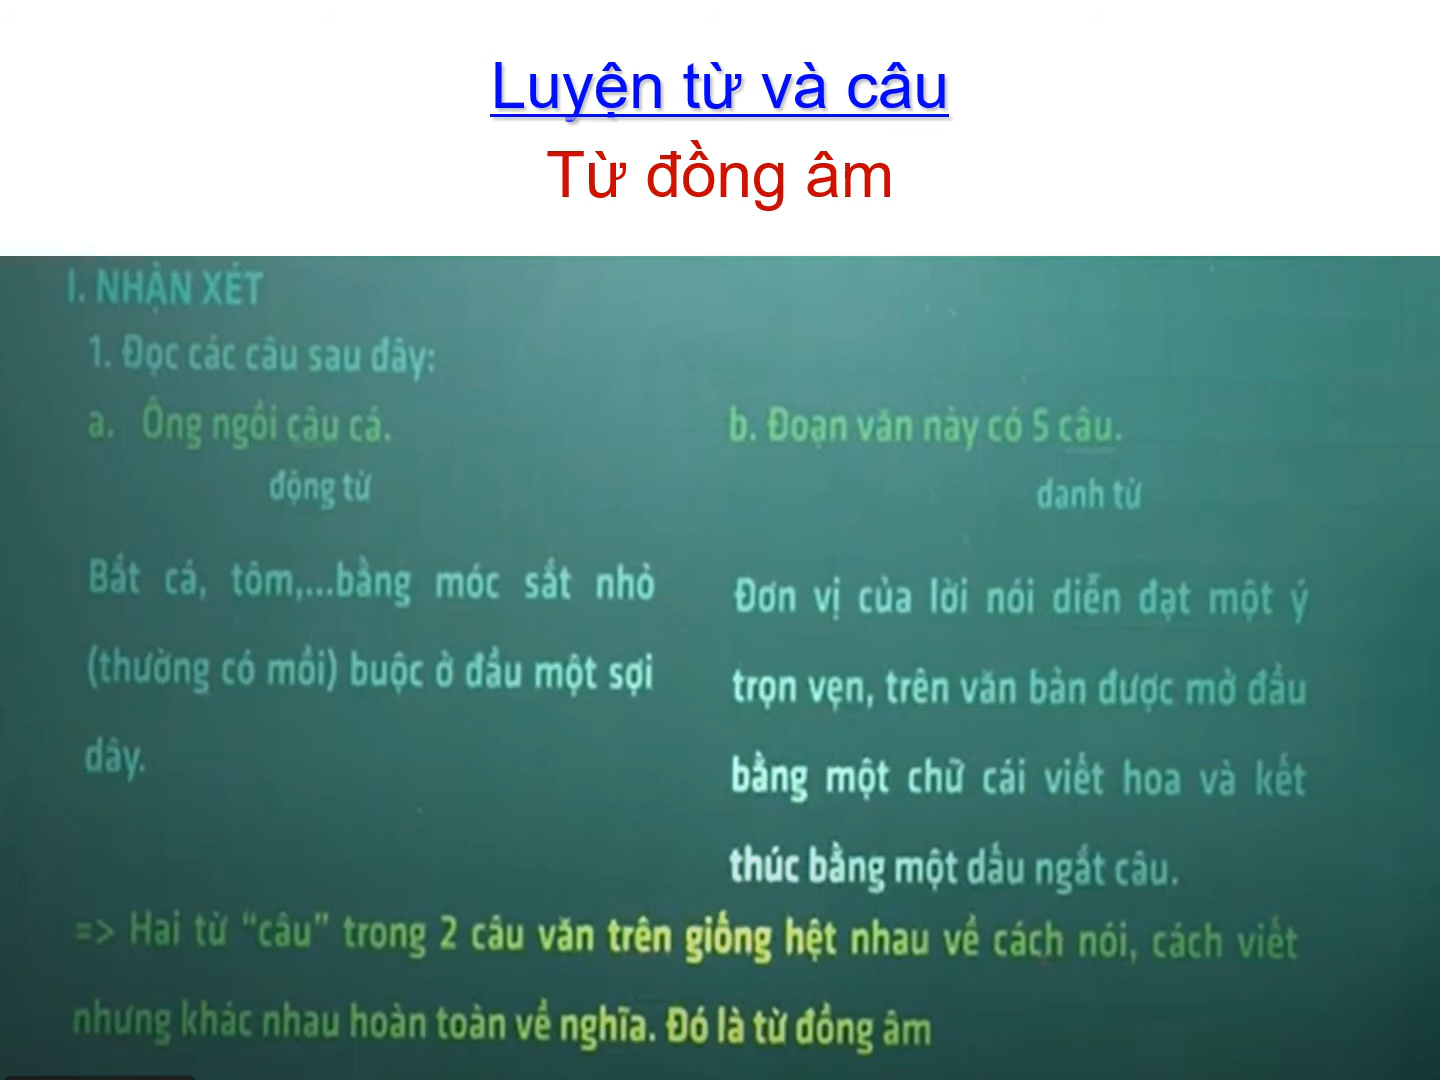 Luyện từ và câu
Từ đồng âm
I. NHẬN XÉT
1. Đọc các câu sau đây:
a. Ông ngồi câu cá.
b. Đoạn văn này có 5 câu.
động từ
danh từ
Bắt cá, tôm,...bằng móc sắt nhỏ
(thường có mồi) buộc ở đầu một sợi
dây.
Đơn vị của lời nói diễn đạt một ý
trọn vẹn, trên văn bản được mở đầu
bằng một chữ cái viết hoa và kết
thúc bằng một dấu ngắt câu.
=> Hai từ “câu” trong 2 câu văn trên giống hệt nhau về cách nói, cách viết
nhưng khác nhau hoàn toàn về nghĩa. Đó là từ đồng âm